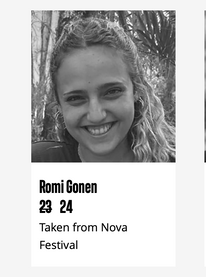 Romi Gonen
23 24
Taken from Nova
Festival